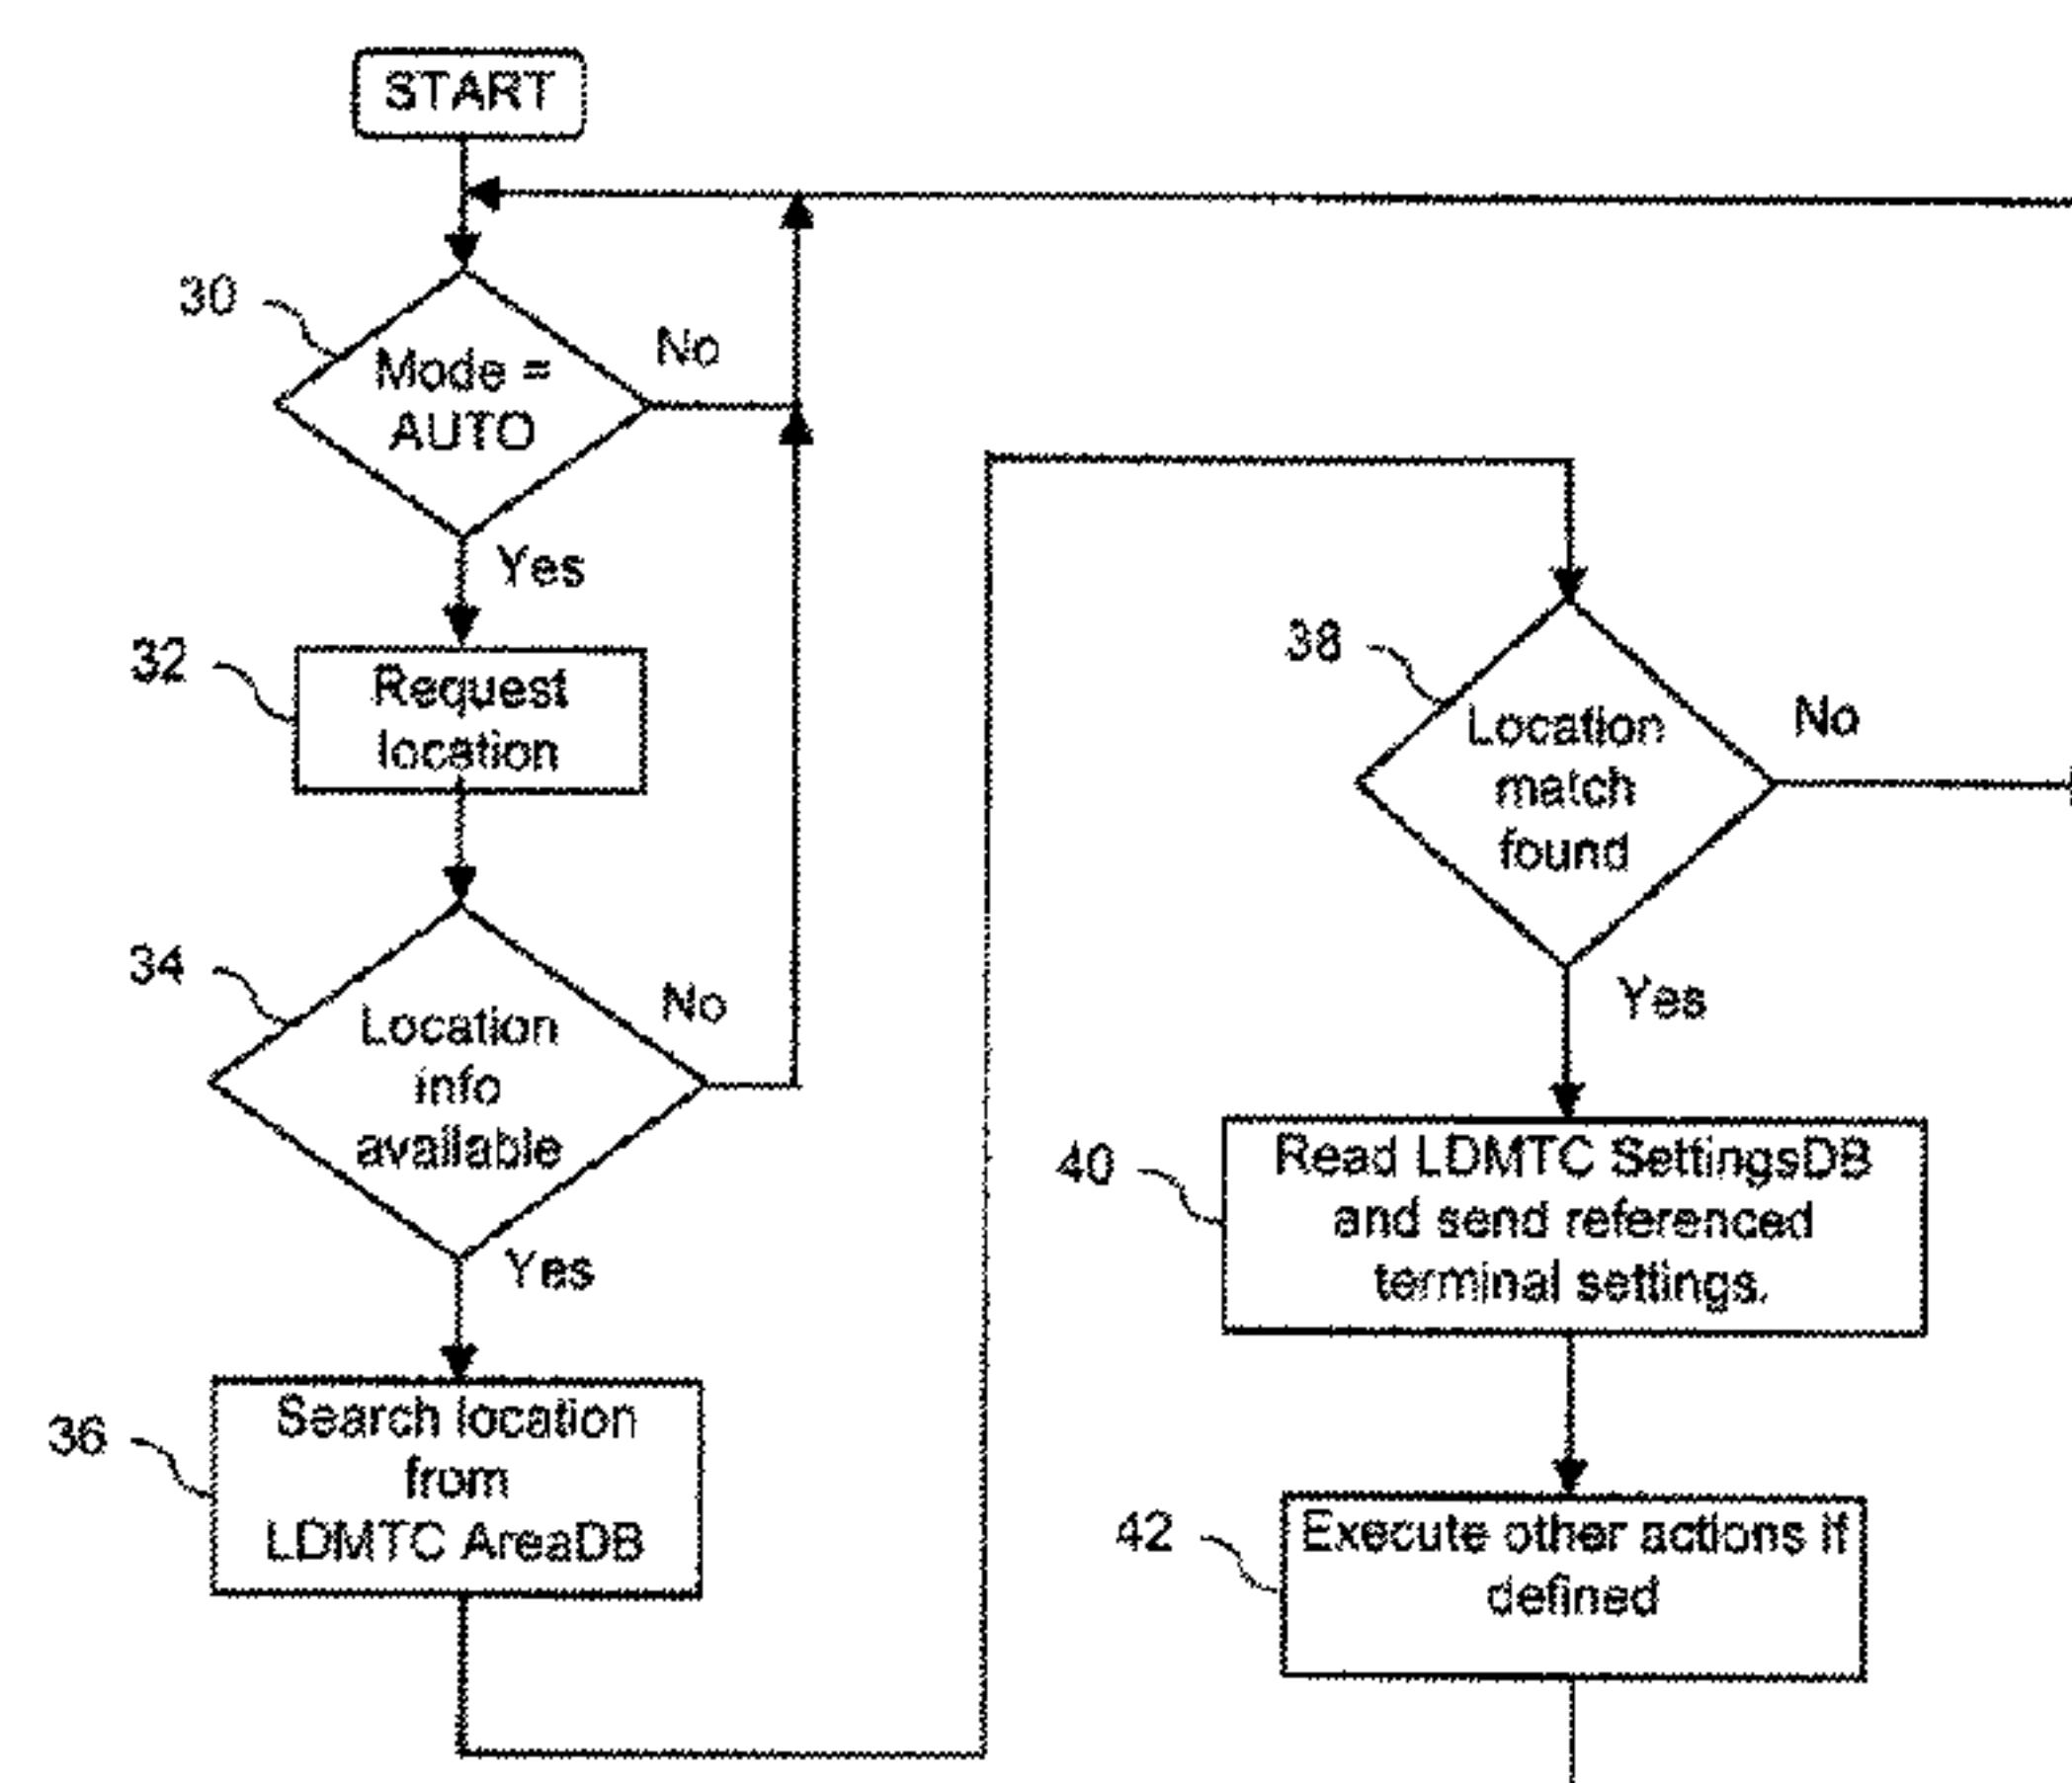 START
30
Mode =
AUTO
No
Yes
32
Request
location
34
Location
info
available
No
Yes
36
Search location
from
LDMTC AreaDB
38
Location
match
found
No
Yes
40
Read LDMTC SettingsDB
and send referenced
terminal settings.
42
Execute other actions if
defined